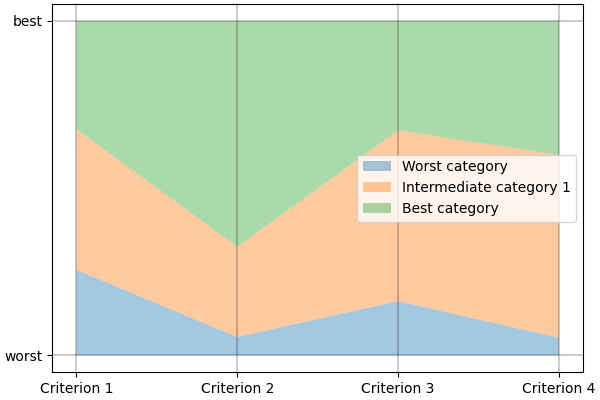 best
Worst category
Intermediate category 1
Best category
worst
Criterion 1
Criterion 2
Criterion 3
Criterion 4